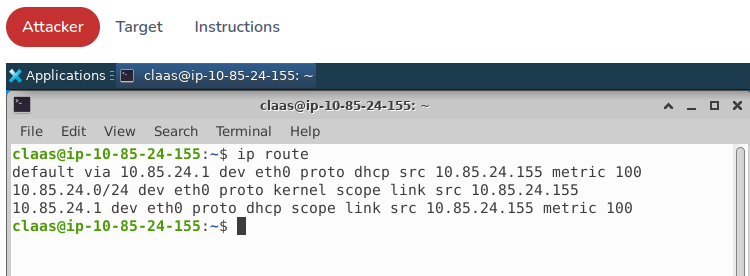 Attacker Target Instructions
Applications claas@ip-10-85-24-155: ~
claas@ip-10-85-24-155: ~
File Edit View Search Terminal Help
claas@ip-10-85-24-155:~$ ip route
default via 10.85.24.1 dev eth0 proto dhcp src 10.85.24.155 metric 100
10.85.24.0/24 dev eth0 proto kernel scope link src 10.85.24.155
10.85.24.1 dev eth0 proto dhcp scope link src 10.85.24.155 metric 100
claas@ip-10-85-24-155:~$